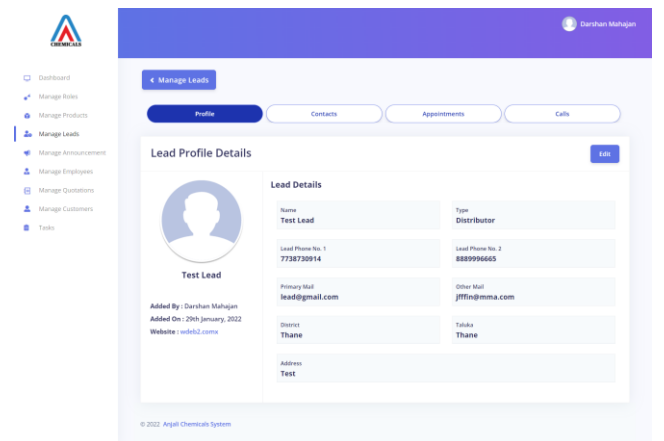 CHEMICALS
Darshan Mahajan
Dashboard
Manage Roles
Manage Products
Manage Leads
Manage Announcement
Manage Employees
Manage Quotations
Manage Customers
Tasks
Manage Leads
Profile
Contacts
Appointments
Calls
Lead Profile Details
Edit
Test Lead
Added By : Darshan Mahajan
Added On : 29th January, 2022
Website : wdeb2.comx
Lead Details
Name
Test Lead
Type
Distributor
Lead Phone No. 1
7738730914
Lead Phone No. 2
8889996665
Primary Mail
lead@gmail.com
Other Mail
jfffin@mma.com
District
Thane
Taluka
Thane
Address
Test
© 2022 Anjali Chemicals System